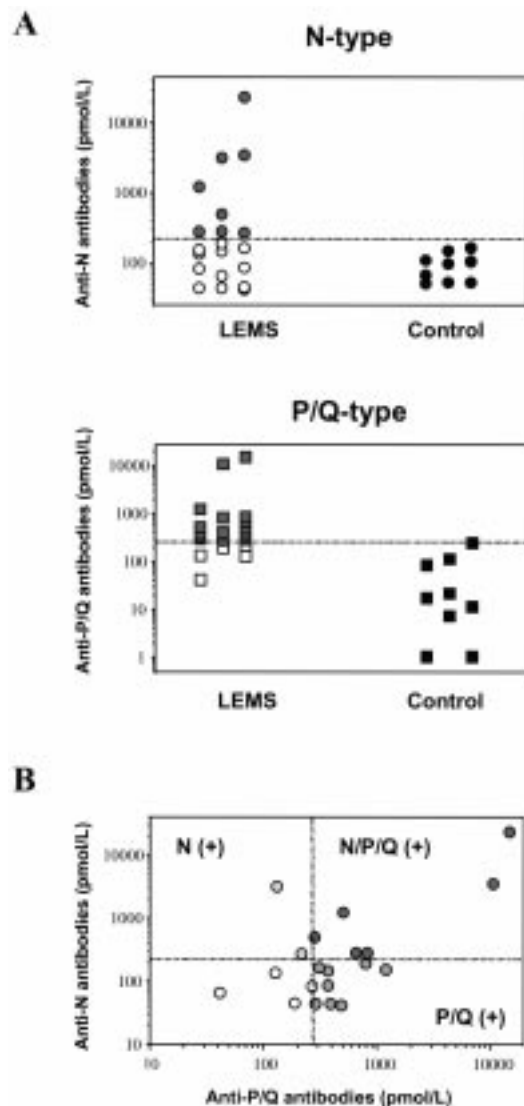 A
N-type
Anti-N antibodies (pmol/L)
10000
1000
100
LEMS Control
P/Q-type
Anti-P/Q antibodies (pmol/L)
10000
1000
100
10
1
LEMS Control
B
Anti-N antibodies (pmol/L)
10000
1000
100
10
N (+) N/P/Q (+)
P/Q (+)
10 100 1000 10000
Anti-P/Q antibodies (pmol/L)